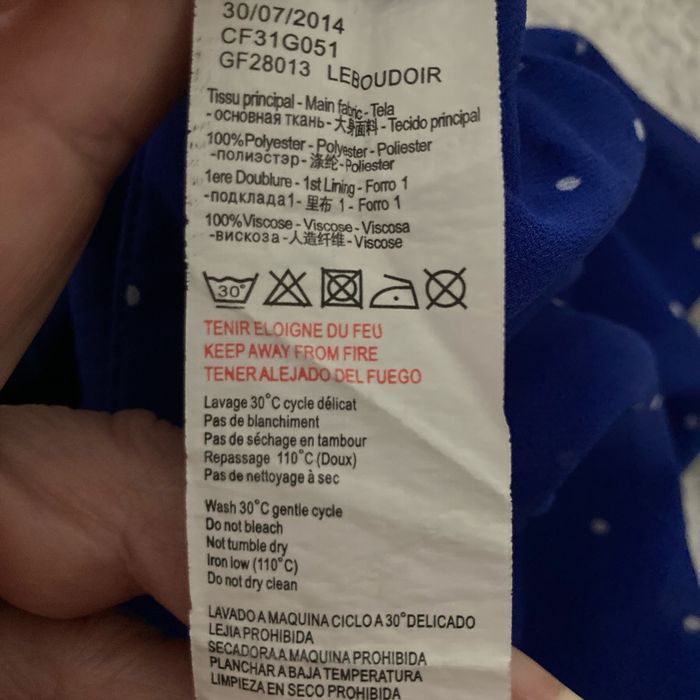 30/07/2014
CF31G051
GF28013 LEBOUDOIR
Tissu principal - Main fabric - Tela
- основная ткань - 大身面料 - Tecido principal
100%Polyester - Polyester - Poliester
-полиэстэр - 涤纶 - Poliester
1ere Doublure - 1st Lining - Forro 1
-подклада1 - 里布 1 - Forro 1
100%Viscose - Viscose - Viscosa
-вискоза - 人造纤维 - Viscose
30°
TENIR ELOIGNE DU FEU
KEEP AWAY FROM FIRE
TENER ALEJADO DEL FUEGO
Lavage 30°C cycle délicat
Pas de blanchiment
Pas de séchage en tambour
Repassage 110°C (Doux)
Pas de nettoyage à sec
Wash 30°C gentle cycle
Do not bleach
Not tumble dry
Iron low (110°C)
Do not dry clean
LAVADO A MAQUINA CICLO A 30°DELICADO
LEJIA PROHIBIDA
SECADORA A MAQUINA PROHIBIDA
PLANCHAR A BAJA TEMPERATURA
LIMPIEZA EN SECO PROHIBIDA